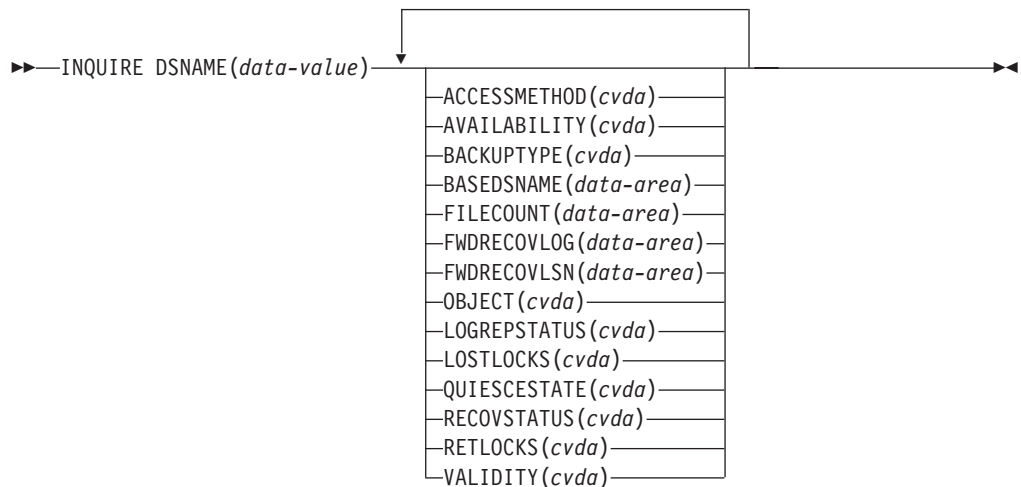 INQUIRE DSNAME(data-value)
ACCESSMETHOD(cvda)
AVAILABILITY(cvda)
BACKUPTYPE(cvda)
BASEDSNAME(data-area)
FILECOUNT(data-area)
FWDRECOVLOG(data-area)
FWDRECOVLSN(data-area)
OBJECT(cvda)
LOGREPSTATUS(cvda)
LOSTLOCKS(cvda)
QUIESCESTATE(cvda)
RECOVSTATUS(cvda)
RETLOCKS(cvda)
VALIDITY(cvda)